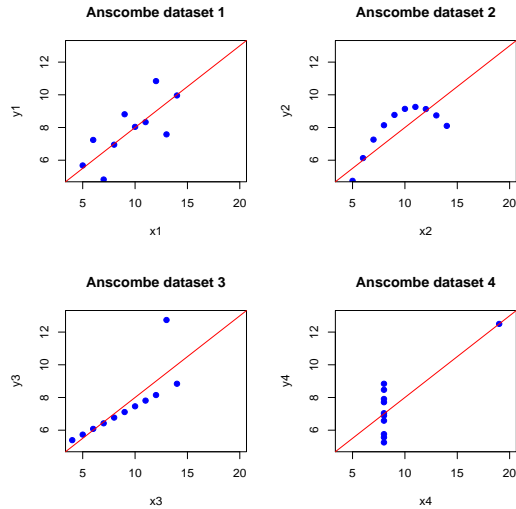 Anscombe dataset 1
y1
12
10
8
6
5 10 15 20
x1
Anscombe dataset 2
y2
12
10
8
6
5 10 15 20
x2
Anscombe dataset 3
y3
12
10
8
6
5 10 15 20
x3
Anscombe dataset 4
y4
12
10
8
6
5 10 15 20
x4